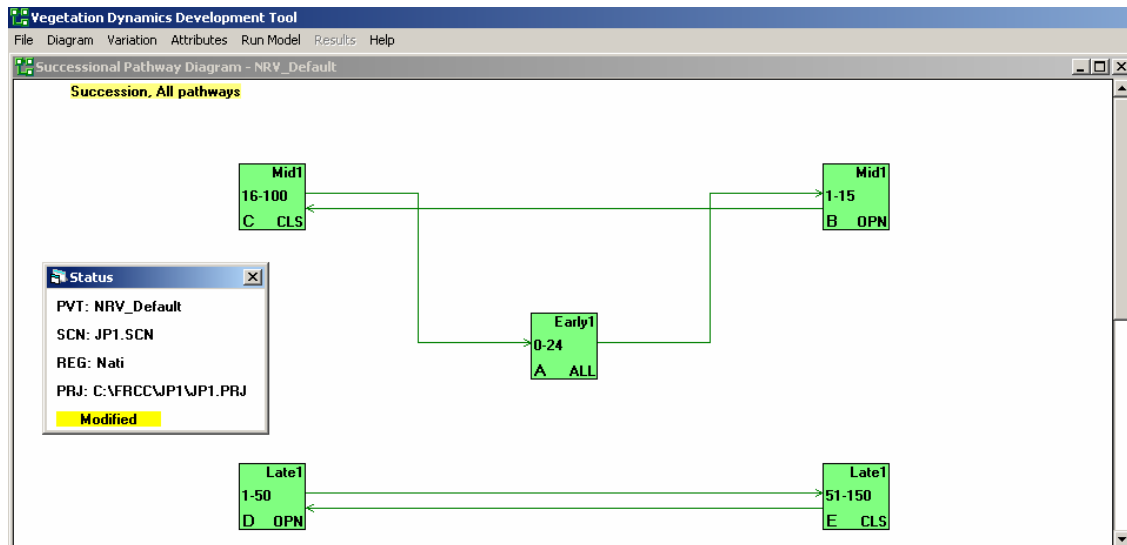 Vegetation Dynamics Development Tool
File Diagram Variation Attributes Run Model Results Help
Successional Pathway Diagram - NRV_Default
Succession, All pathways
Mid1
16-100
C CLS
Mid1
1-15
B OPN
Status
PVT: NRV_Default
SCN: JP1.SCN
REG: Nati
PRJ: C:\FRCC\JP1\JP1.PRJ
Modified
Early1
0-24
A ALL
Late1
1-50
D OPN
Late1
51-150
E CLS